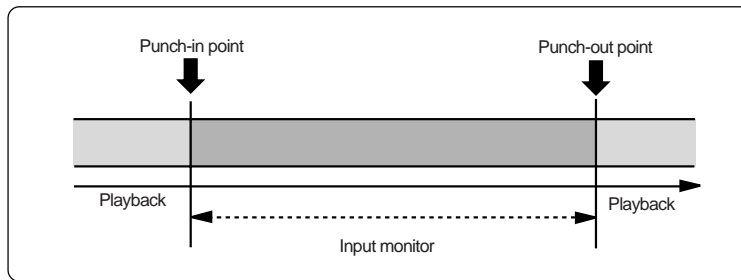 Punch-in point
Punch-out point
Playback
Playback
Input monitor